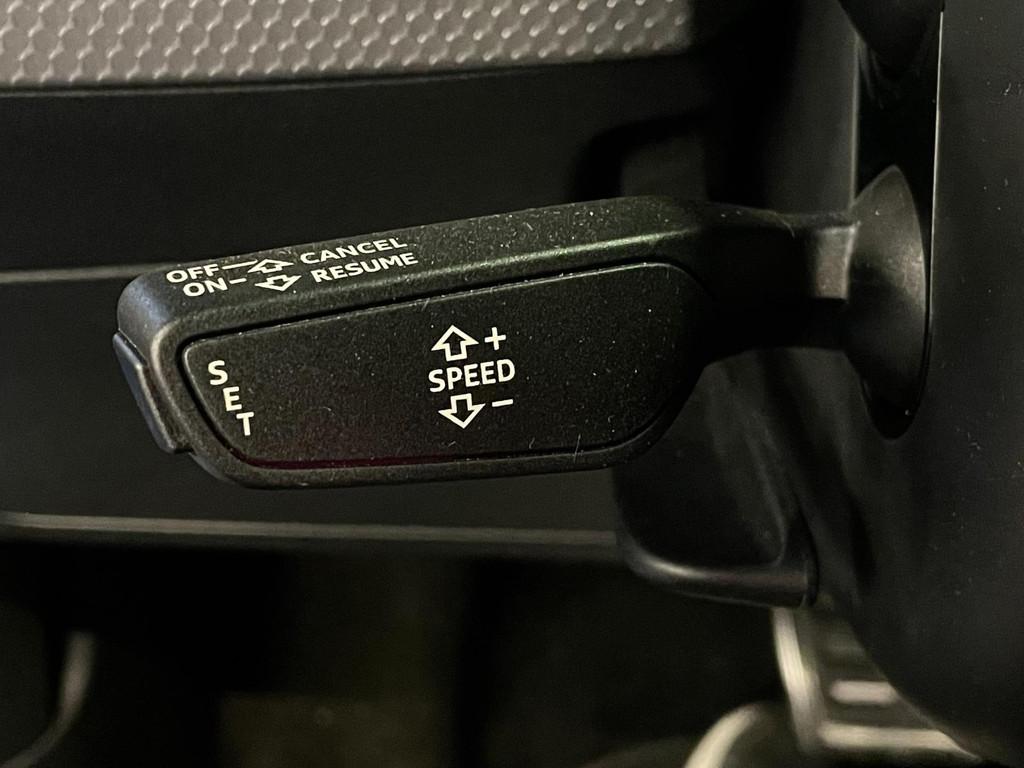 OFF CANCEL
ON RESUME
SET
+
SPEED
-